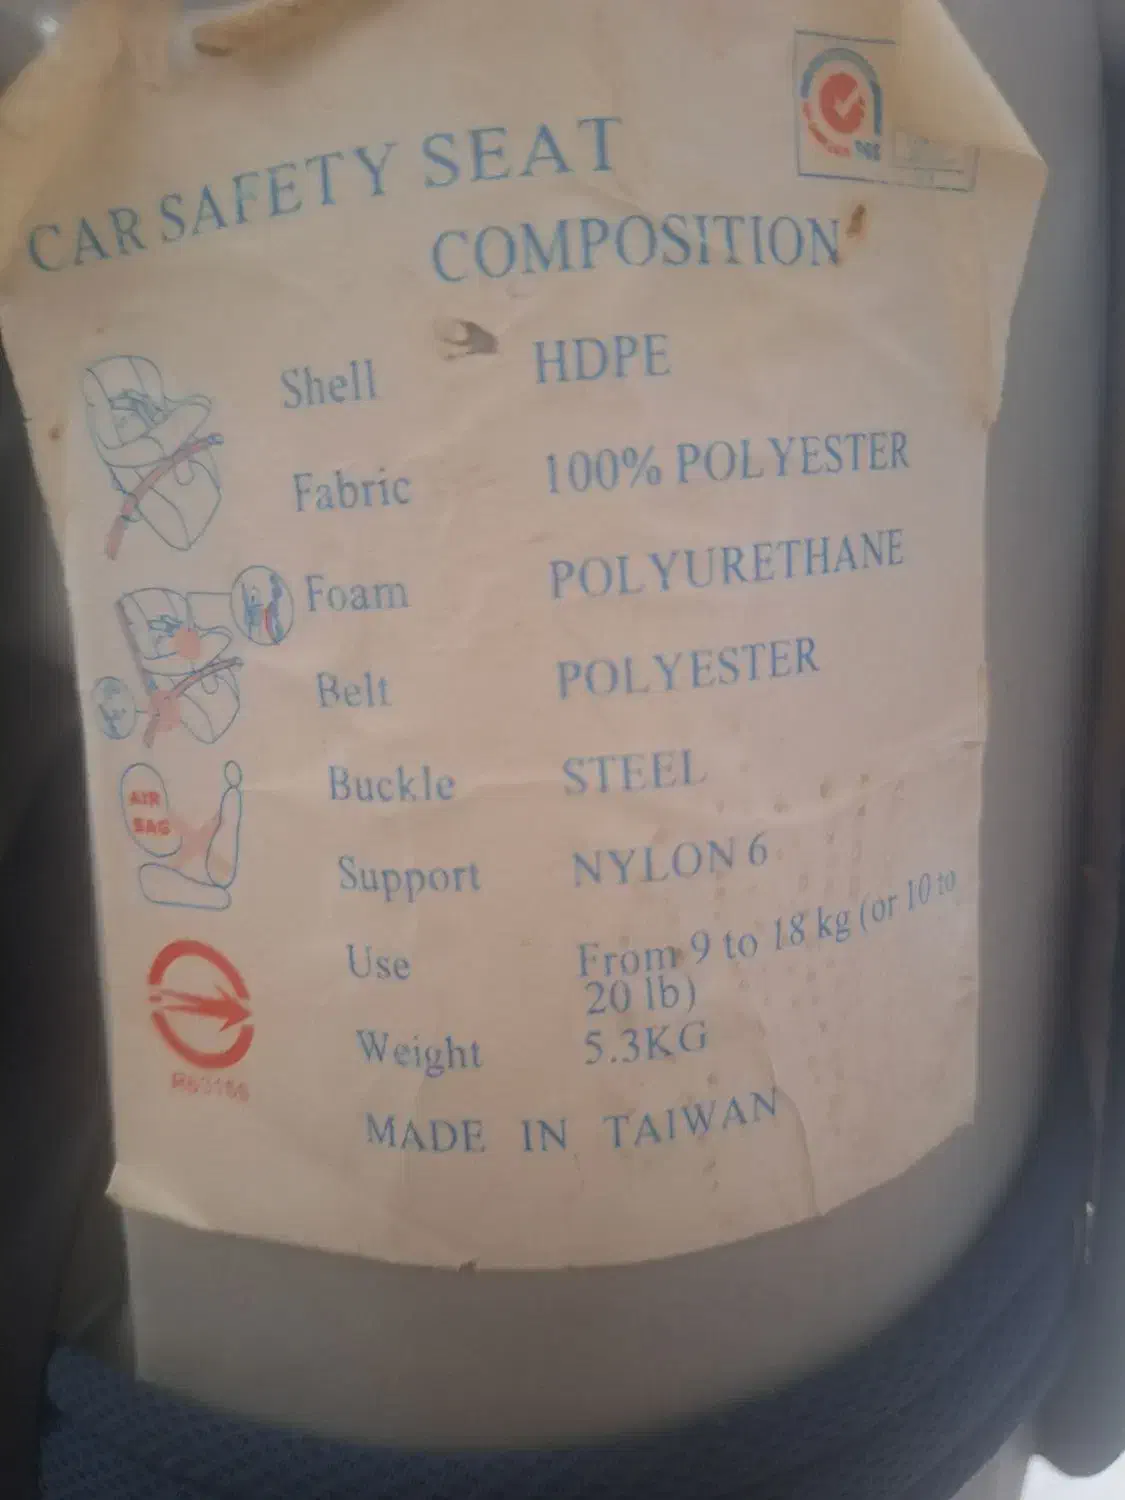 CAR SAFETY SEAT
COMPOSITION
Shell HDPE
Fabric 100% POLYESTER
Foam POLYURETHANE
Belt POLYESTER
AIR
BAG
Buckle STEEL
Support NYLON 6
Use From 9 to 18 kg (or 10 to
20 lb)
Weight 5.3KG
MADE IN TAIWAN